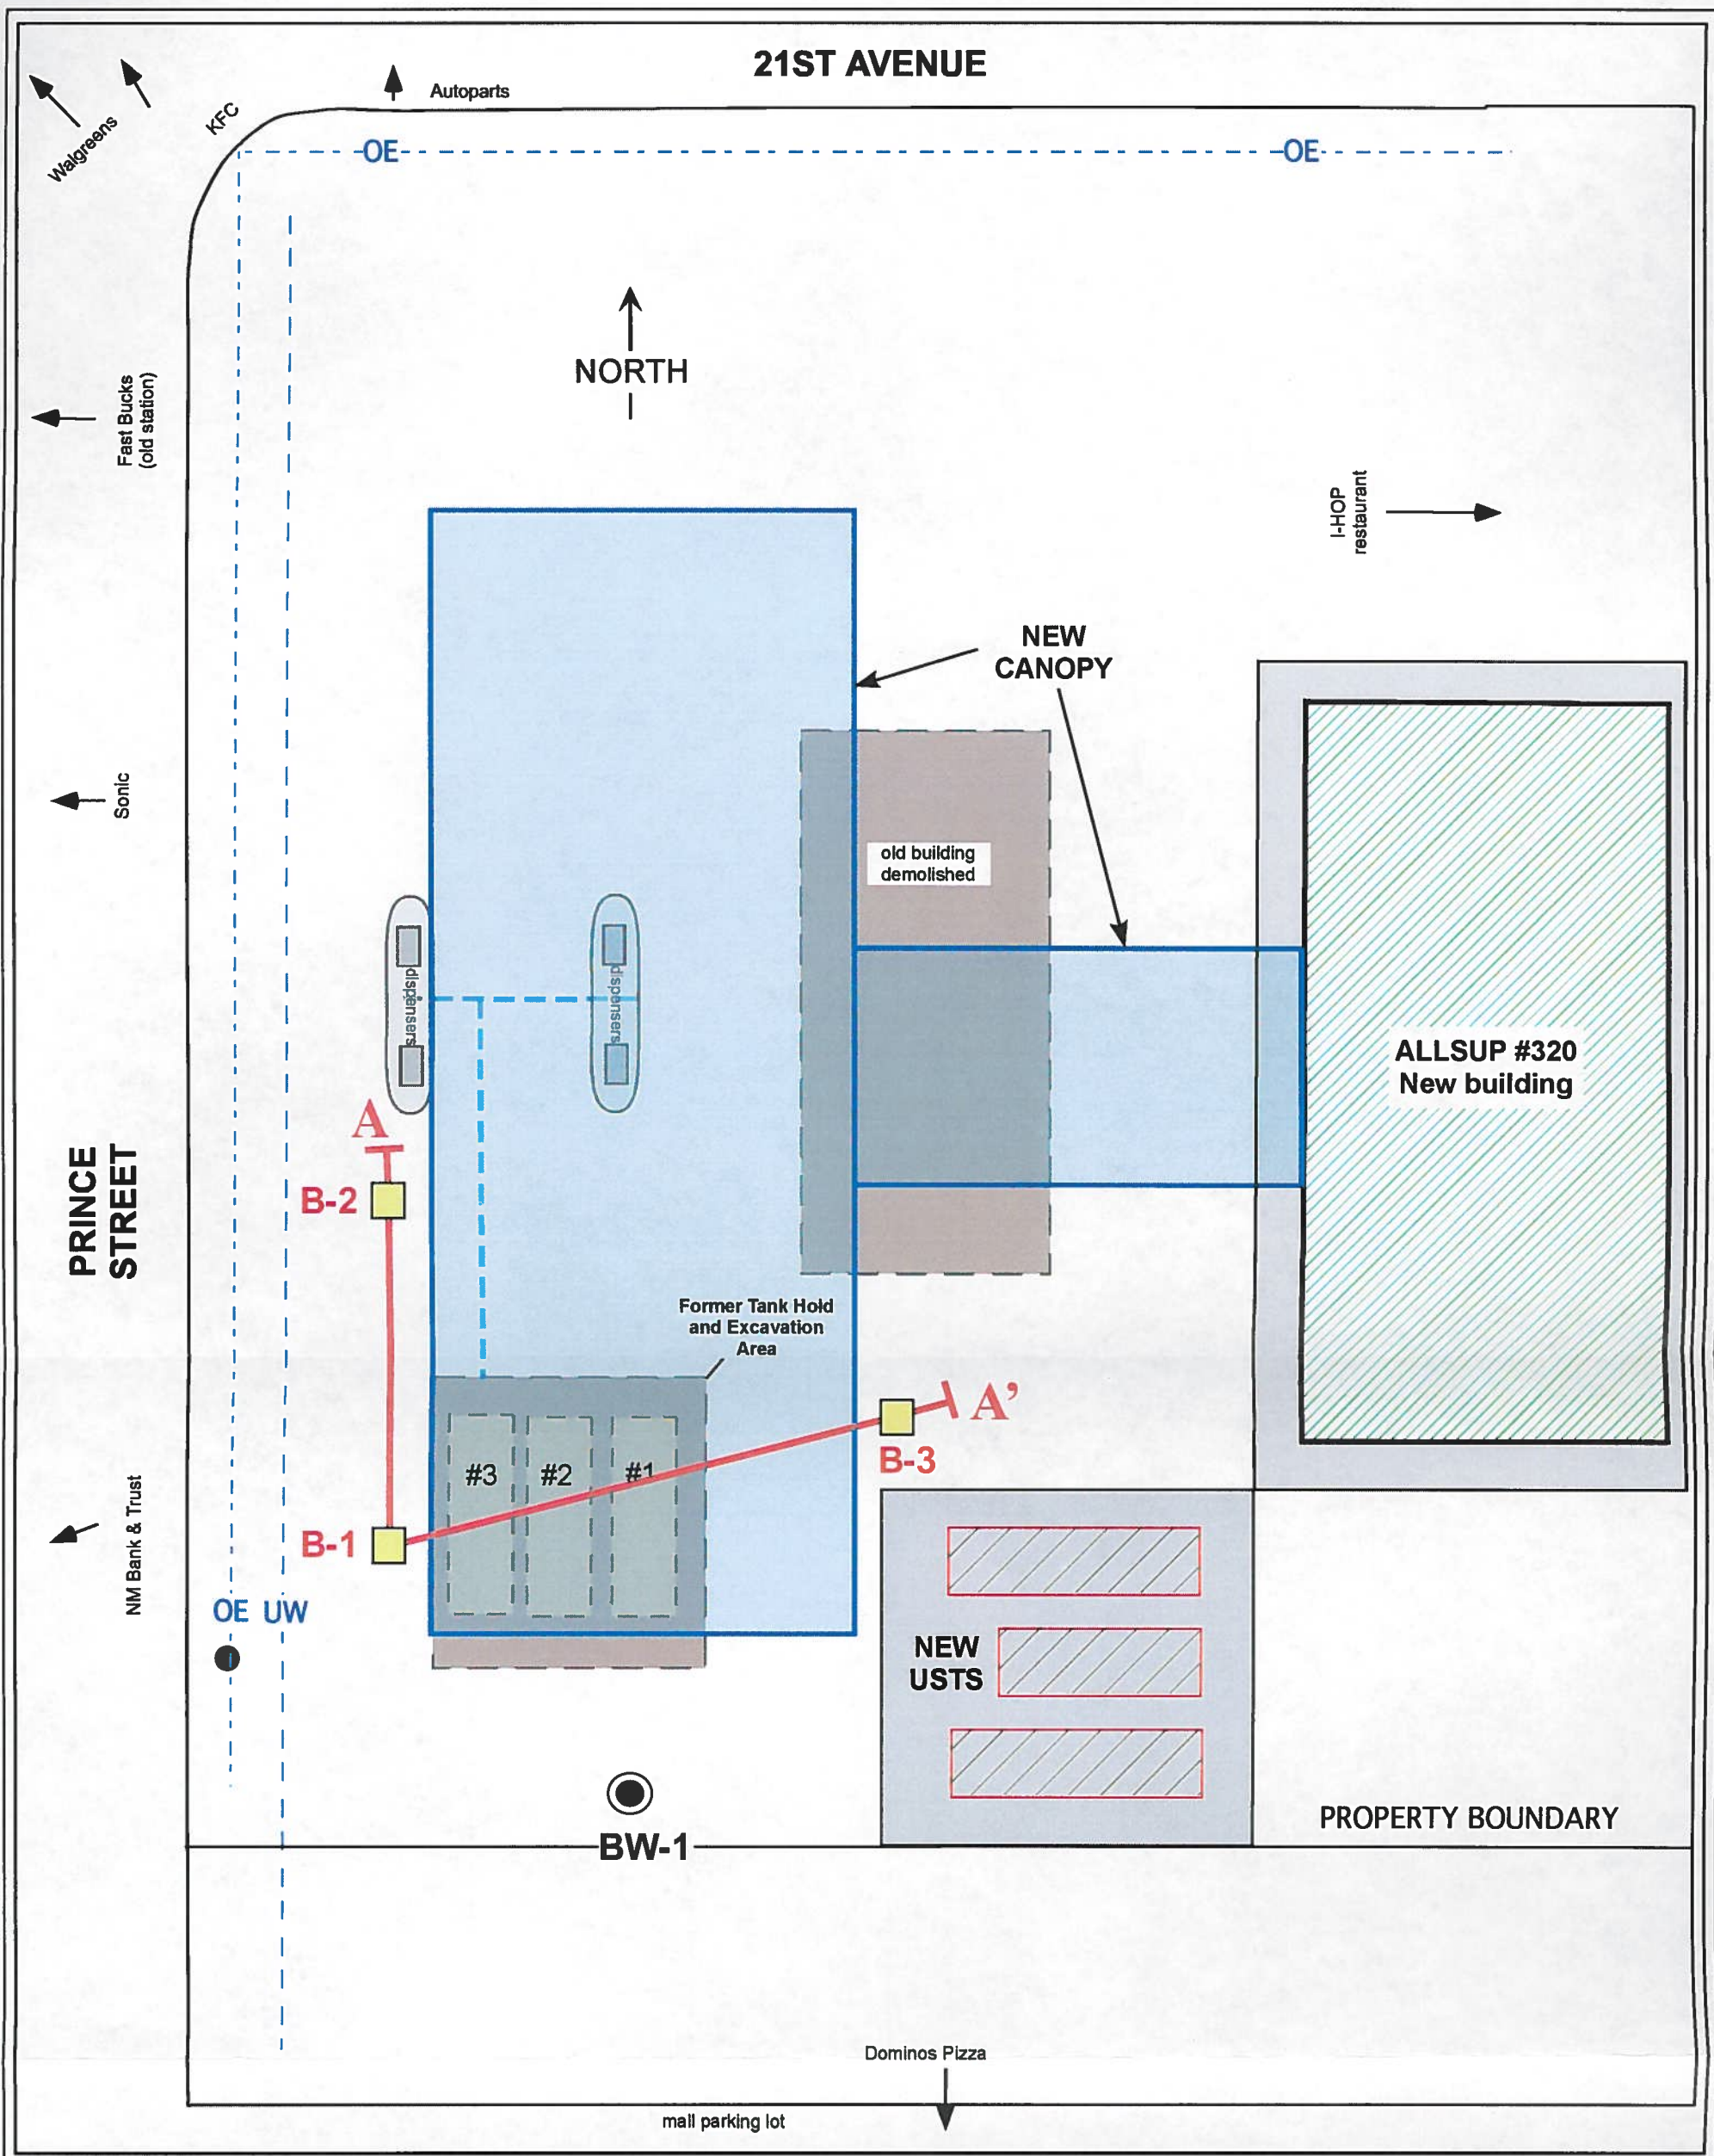 21ST AVENUE
Autoparts
KFC
Walgreens
OE
OE
NORTH
Fast Bucks
(old station)
I-HOP
restaurant
NEW
CANOPY
Sonic
old building
demolished
dispensers
dispensers
ALLSUP #320
New building
A
B-2
PRINCE
STREET
Former Tank Hold
and Excavation
Area
A’
B-3
#3
#2
#1
B-1
NM Bank & Trust
OE
UW
NEW
USTS
PROPERTY BOUNDARY
BW-1
Dominos Pizza
mall parking lot